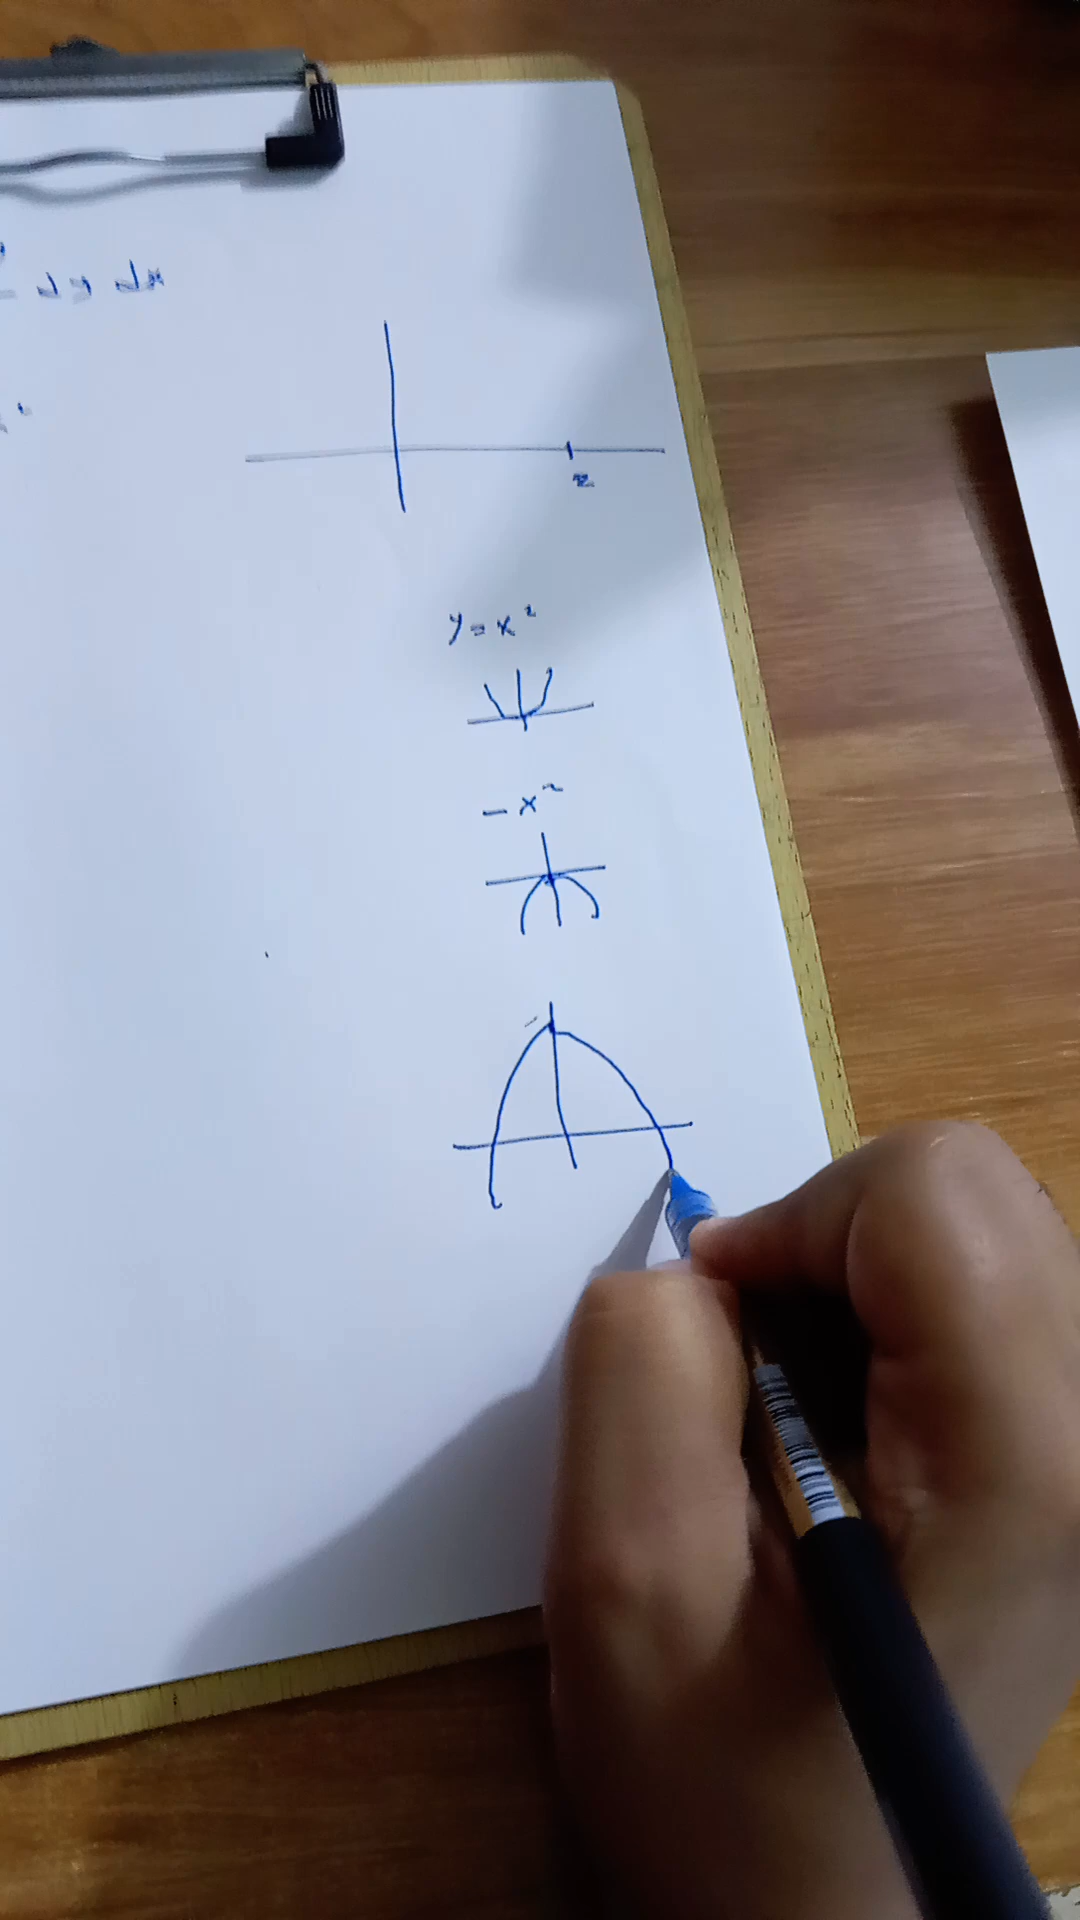 dy dx
2
y = x²
- x²